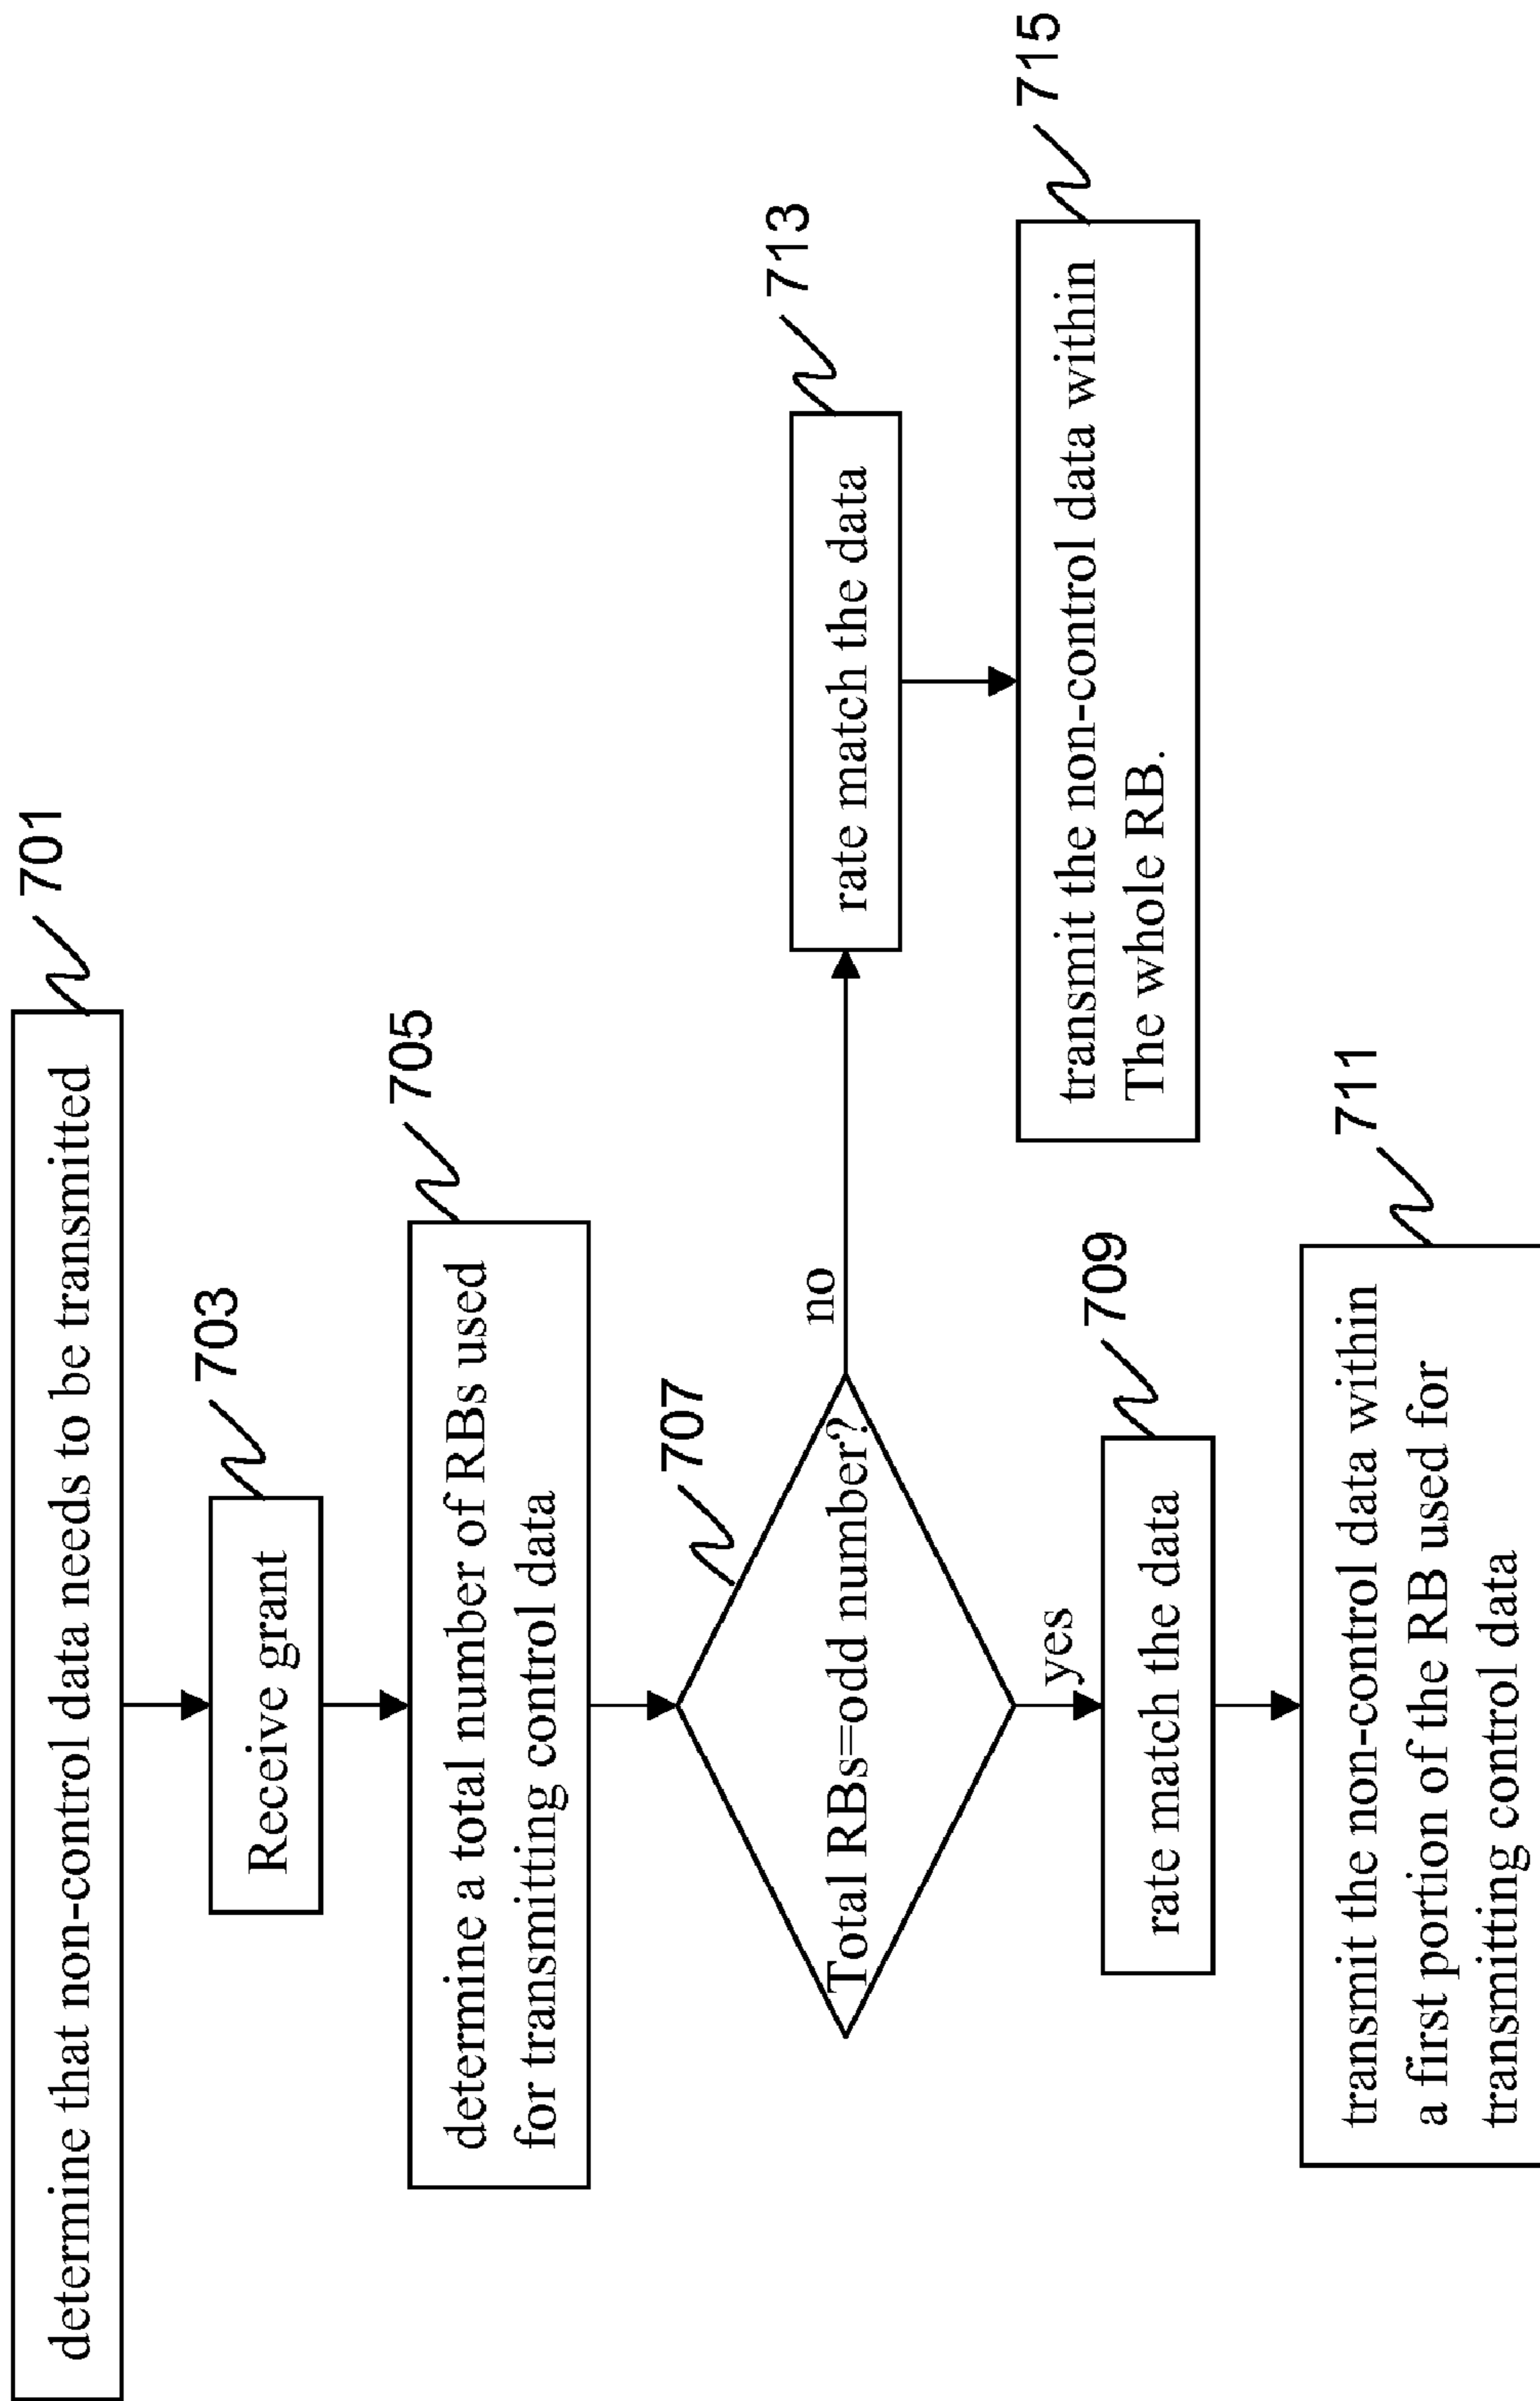 determine that non-control data needs to be transmitted
701
Receive grant
703
determine a total number of RBs used
for transmitting control data
705
Total RBs=odd number?
707
no
yes
rate match the data
713
transmit the non-control data within
The whole RB.
715
rate match the data
709
transmit the non-control data within
a first portion of the RB used for
transmitting control data
711